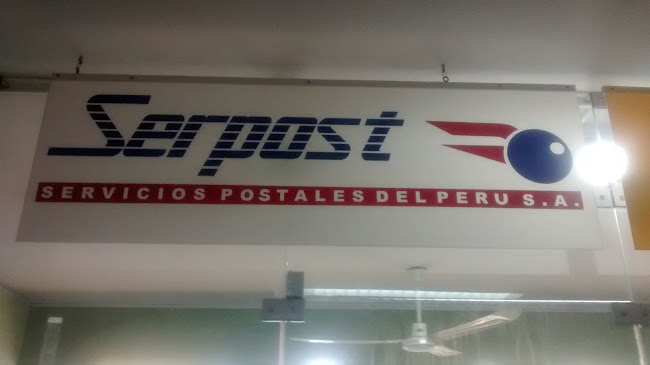 Serpost
SERVICIOS POSTALES DEL PERU S.A.